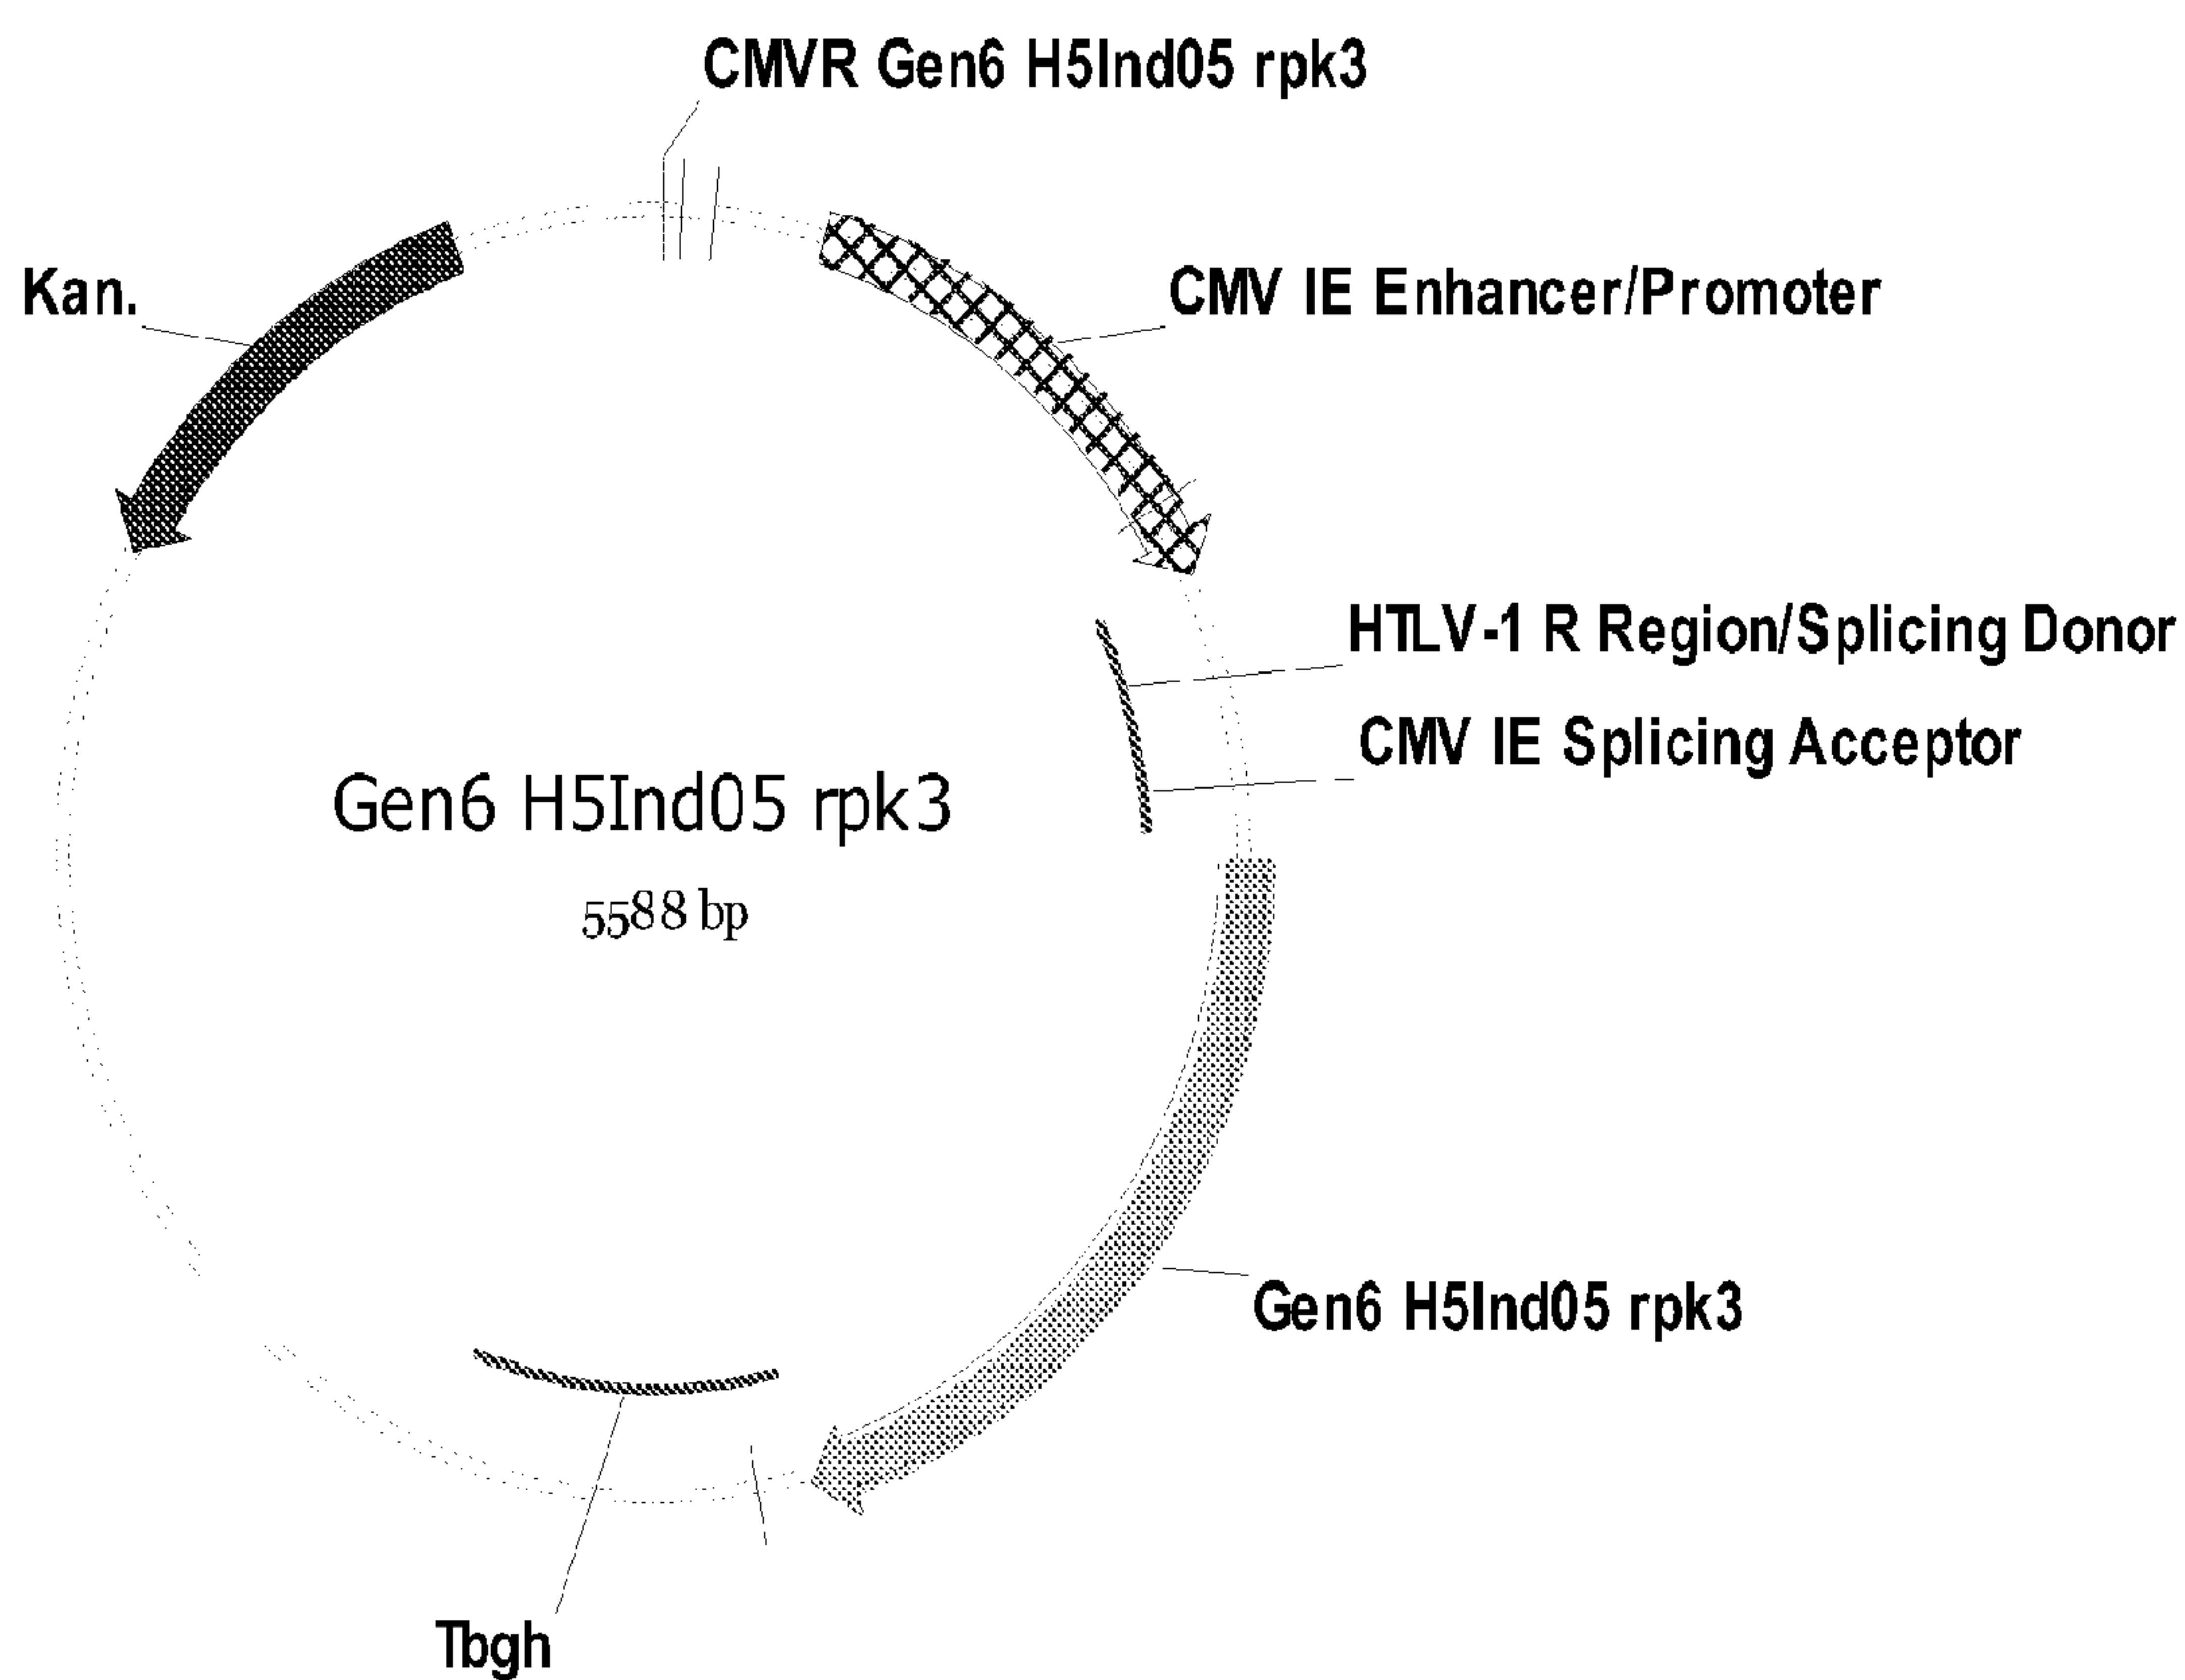 CMVR Gen6 H5Ind05 rpk3
Kan.
CMV IE Enhancer/Promoter
HTLV-1 R Region/Splicing Donor
CMV IE Splicing Acceptor
Gen6 H5Ind05 rpk3
5588 bp
Gen6 H5Ind05 rpk3
Tbgh